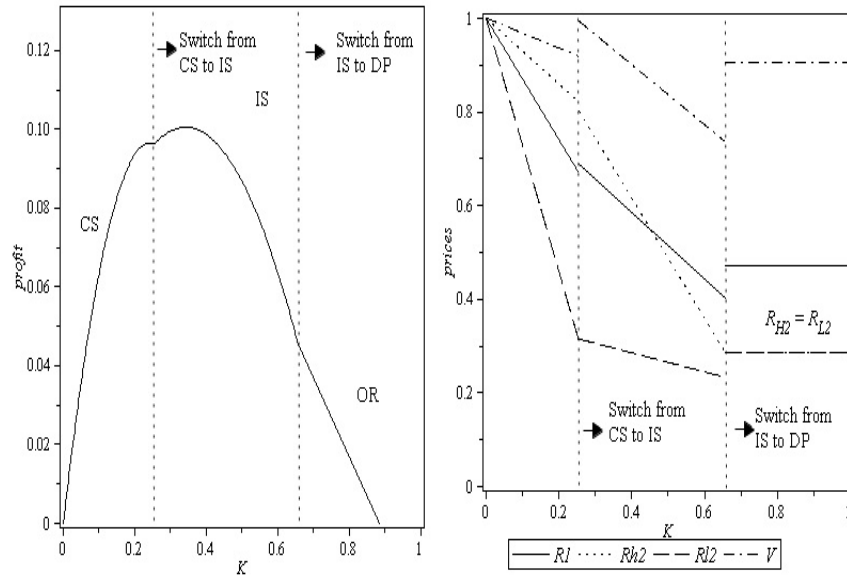 0.12
0.10
0.08
0.06
0.04
0.02
0
profit
Switch from
CS to IS
Switch from
IS to DP
IS
CS
OR
0 0.2 0.4 0.6 0.8 1
K
1
0.8
0.6
0.4
0.2
0
prices
R_H2 = R_L2
Switch from
CS to IS
Switch from
IS to DP
0 0.2 0.4 0.6 0.8 1
K
R1 Rh2 Rl2 V